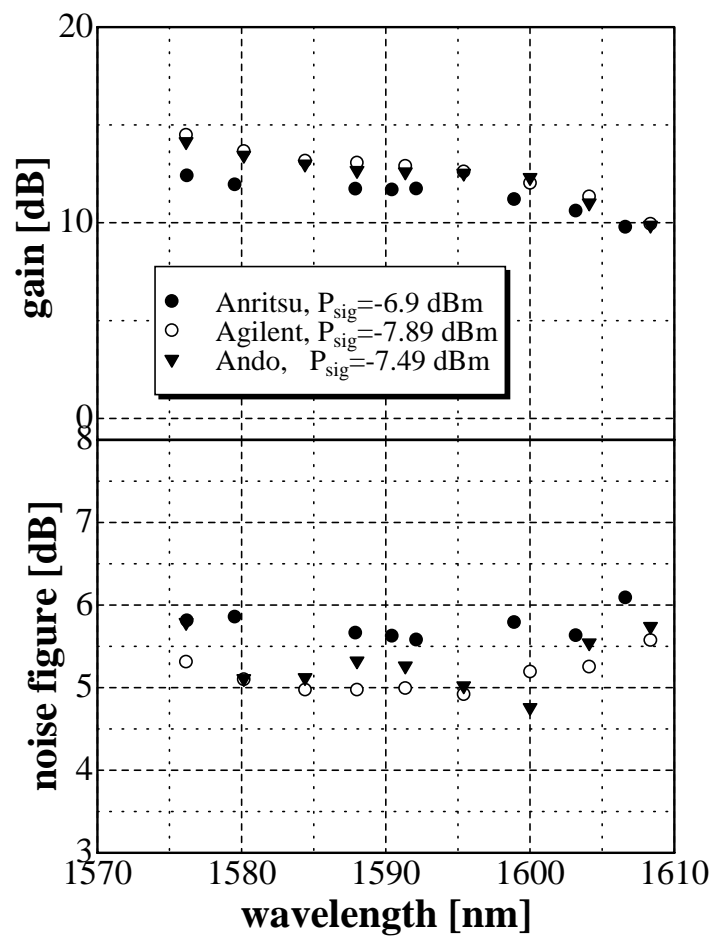 20
10
0
gain [dB]
Anritsu, Psig=-6.9 dBm
Agilent, Psig=-7.89 dBm
Ando, Psig=-7.49 dBm
8
7
6
5
4
3
noise figure [dB]
1570 1580 1590 1600 1610
wavelength [nm]